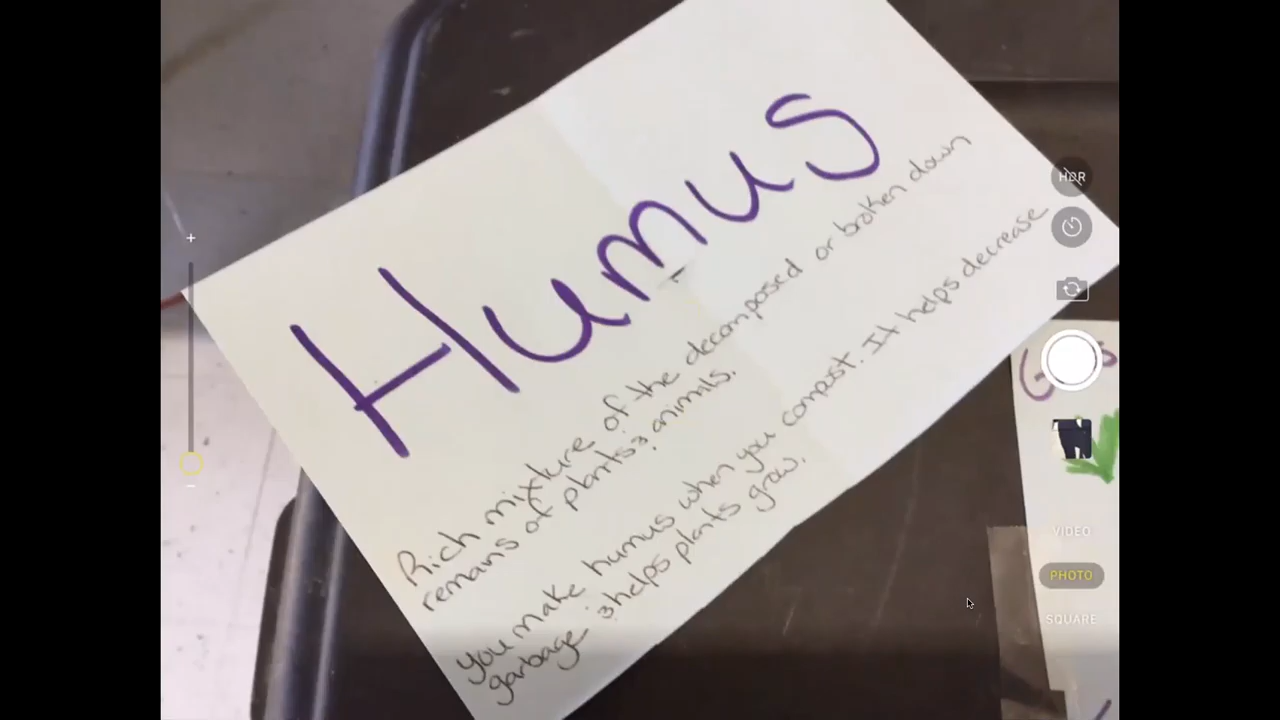 Humus
Rich mixture of the decomposed or broken down
remains of plants & animals.
You make humus when you compost. It helps decrease
garbage & helps plants grow.
HDR
VIDEO
PHOTO
SQUARE